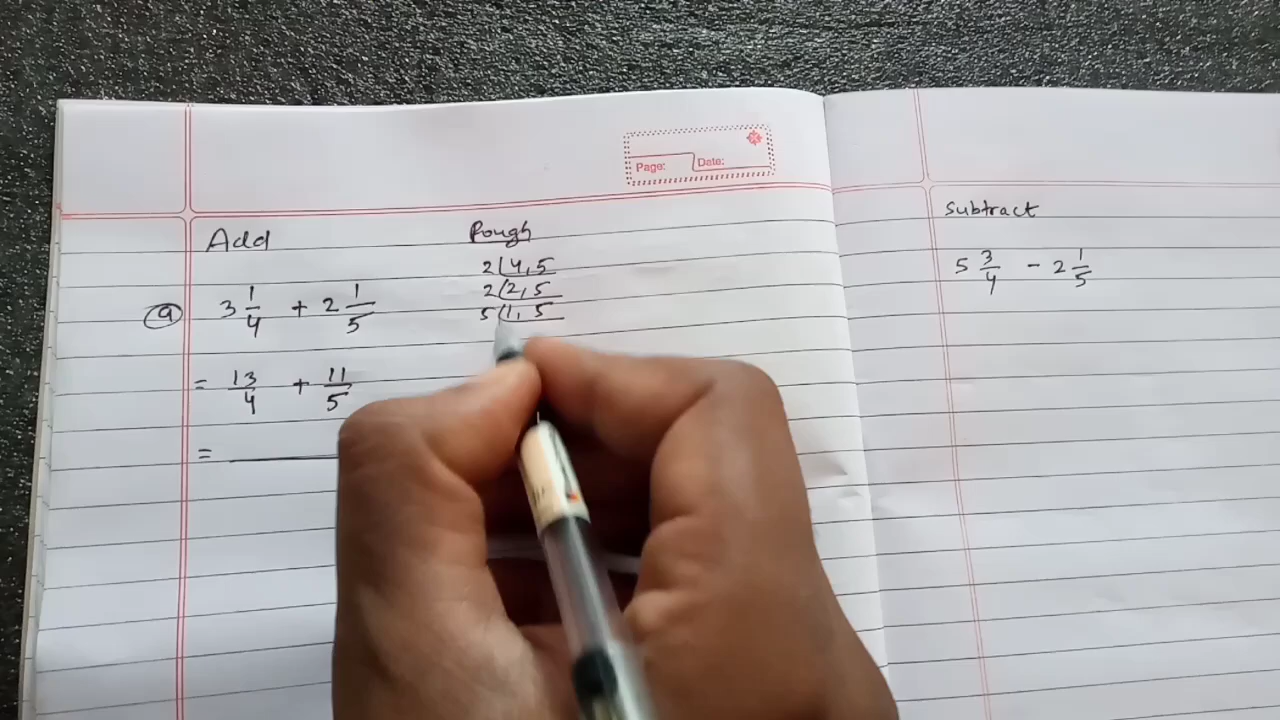 Page: Date:
Add
Rough
2 | 4, 5
2 | 2, 5
5 | 1, 5
(a) 3 1/4 + 2 1/5
= 13/4 + 11/5
=
Subtract
5 3/4 - 2 1/5